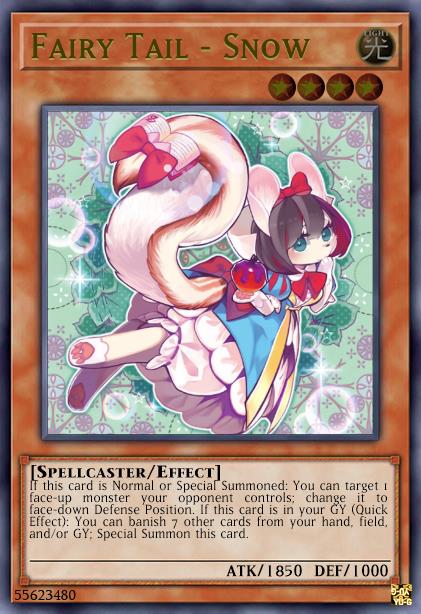 Fairy Tail - Snow
LIGHT
光
[Spellcaster/Effect]
If this card is Normal or Special Summoned: You can target 1
face-up monster your opponent controls; change it to
face-down Defense Position. If this card is in your GY (Quick
Effect): You can banish 7 other cards from your hand, field,
and/or GY; Special Summon this card.
ATK/1850 DEF/1000
55623480